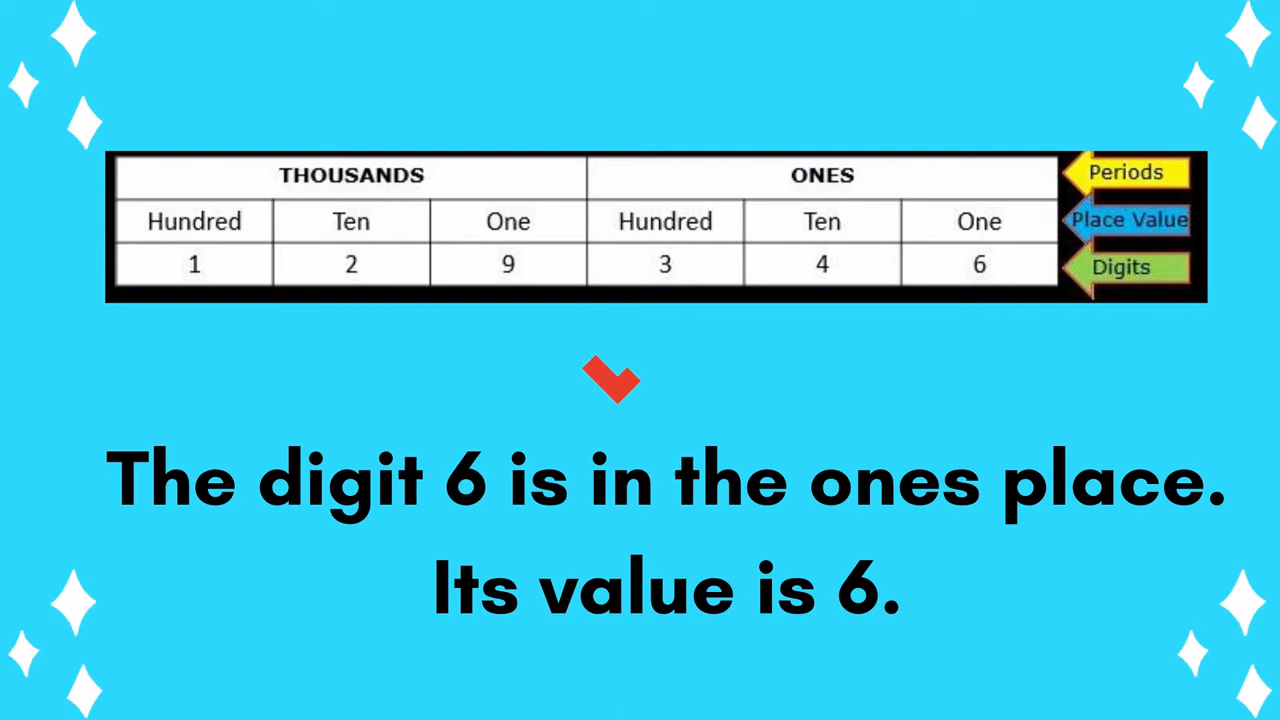 THOUSANDS ONES Periods
Hundred Ten One Hundred Ten One Place Value
1 2 9 3 4 6 Digits
The digit 6 is in the ones place.
Its value is 6.